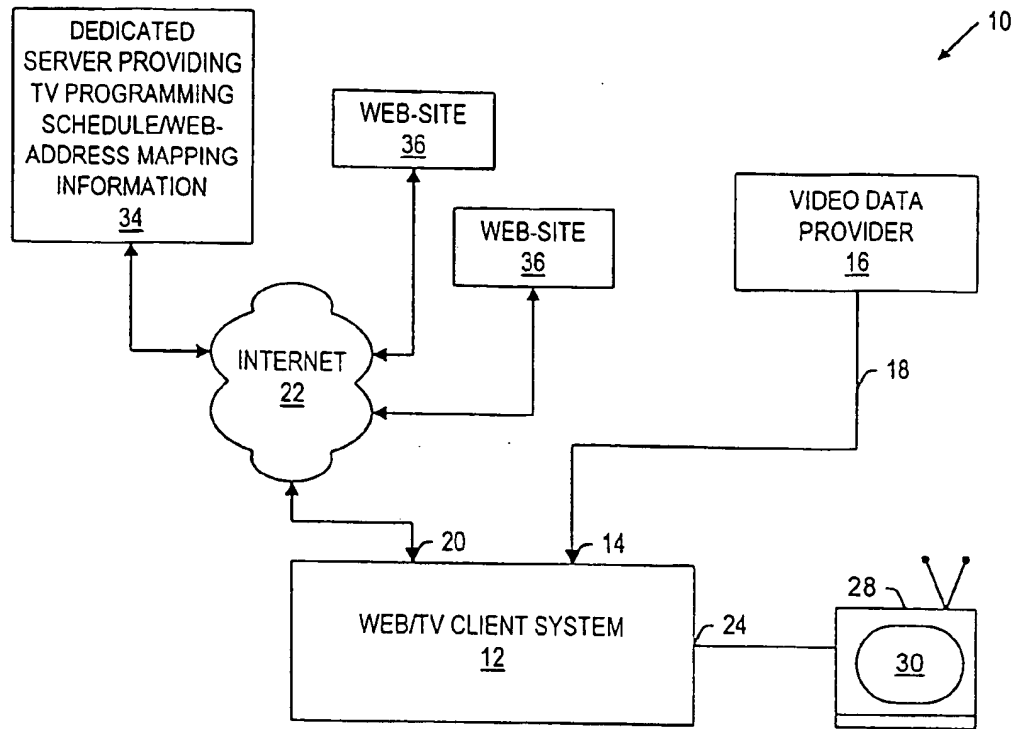 DEDICATED
SERVER PROVIDING
TV PROGRAMMING
SCHEDULE/WEB-
ADDRESS MAPPING
INFORMATION
34
WEB-SITE
36
WEB-SITE
36
10
VIDEO DATA
PROVIDER
16
18
INTERNET
22
20
14
WEB/TV CLIENT SYSTEM
12
24
28
30